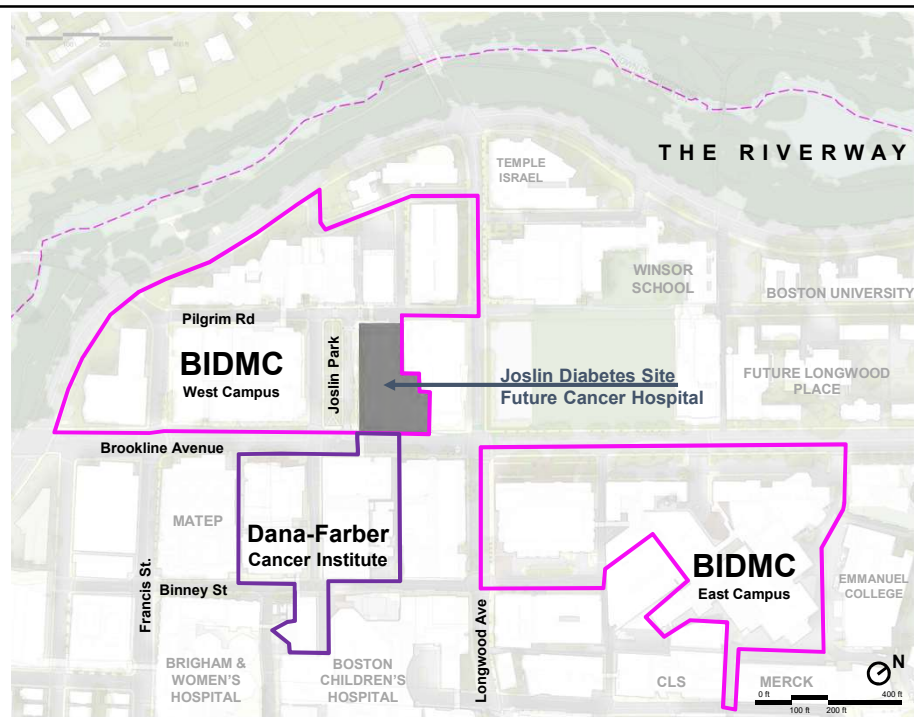 THE RIVERWAY
TEMPLE
ISRAEL
WINSOR
SCHOOL
BOSTON UNIVERSITY
Pilgrim Rd
BIDMC
West Campus
Joslin Park
Joslin Diabetes Site
Future Cancer Hospital
FUTURE LONGWOOD
PLACE
Brookline Avenue
MATEP
Dana-Farber
Cancer Institute
BIDMC
East Campus
EMMANUEL
COLLEGE
Francis St.
Binney St
Longwood Ave
BRIGHAM &
WOMEN'S
HOSPITAL
BOSTON
CHILDREN'S
HOSPITAL
CLS
MERCK
N
0 ft
400 ft
100 ft
200 ft